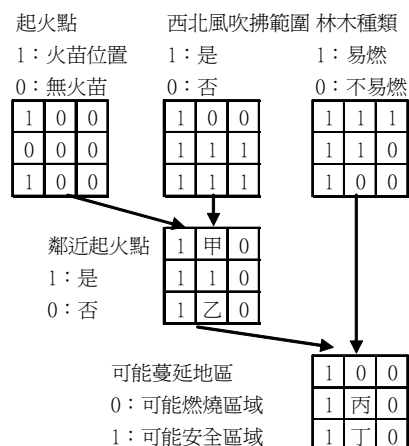 起火點 西北風吹拂範圍 林木種類
1：火苗位置 1：是 1：易燃
0：無火苗 0：否 0：不易燃
1 0 0 1 0 0 1 1 1
0 0 0 1 1 1 1 1 0
1 0 0 1 1 1 1 0 0
鄰近起火點 1 甲 0
1：是 1 1 0
0：否 1 乙 0
可能蔓延地區 1 0 0
0：可能燃燒區域 1 丙 0
1：可能安全區域 1 丁 0